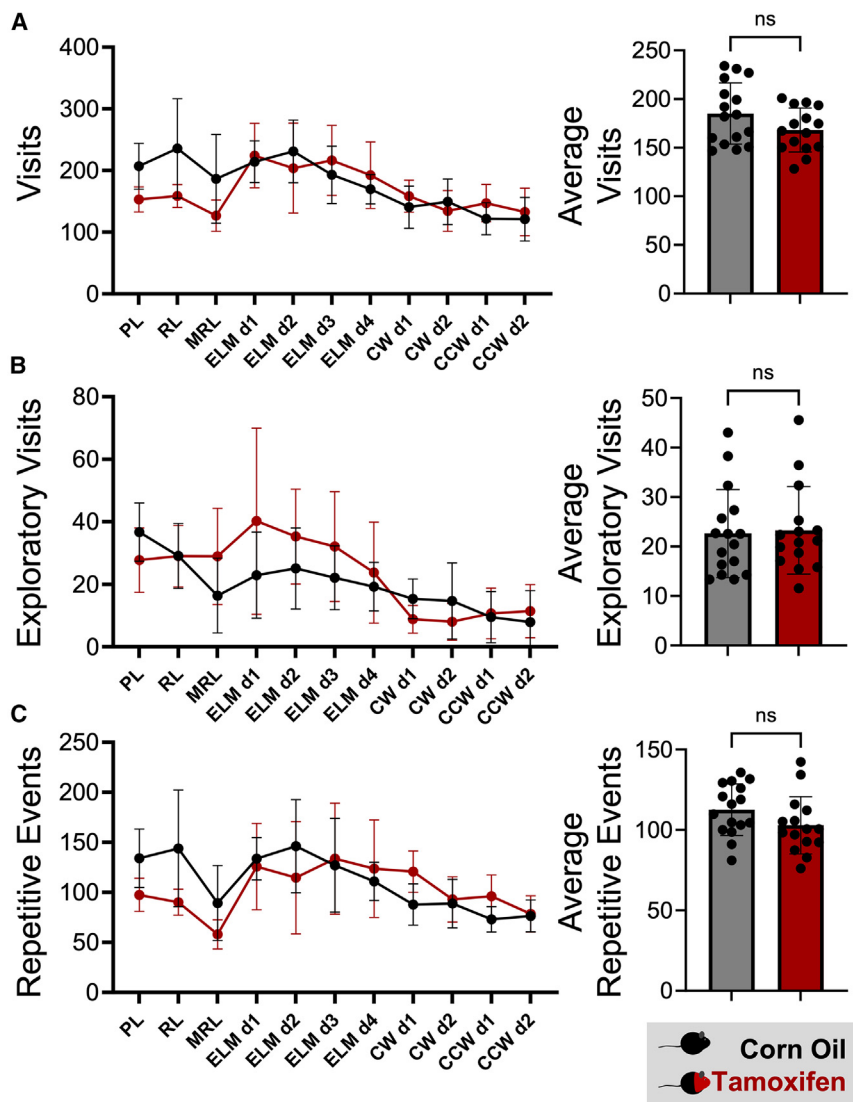 A
Visits
400
300
200
100
0
PL
RL
MRL
ELM d1
ELM d2
ELM d3
ELM d4
CW d1
CW d2
CCW d1
CCW d2
Average
Visits
250
200
150
100
50
0
ns
B
Exploratory Visits
80
60
40
20
0
PL
RL
MRL
ELM d1
ELM d2
ELM d3
ELM d4
CW d1
CW d2
CCW d1
CCW d2
Average
Exploratory Visits
50
40
30
20
10
0
ns
C
Repetitive Events
250
200
150
100
50
0
PL
RL
MRL
ELM d1
ELM d2
ELM d3
ELM d4
CW d1
CW d2
CCW d1
CCW d2
Average
Repetitive Events
150
100
50
0
ns
Corn Oil
Tamoxifen